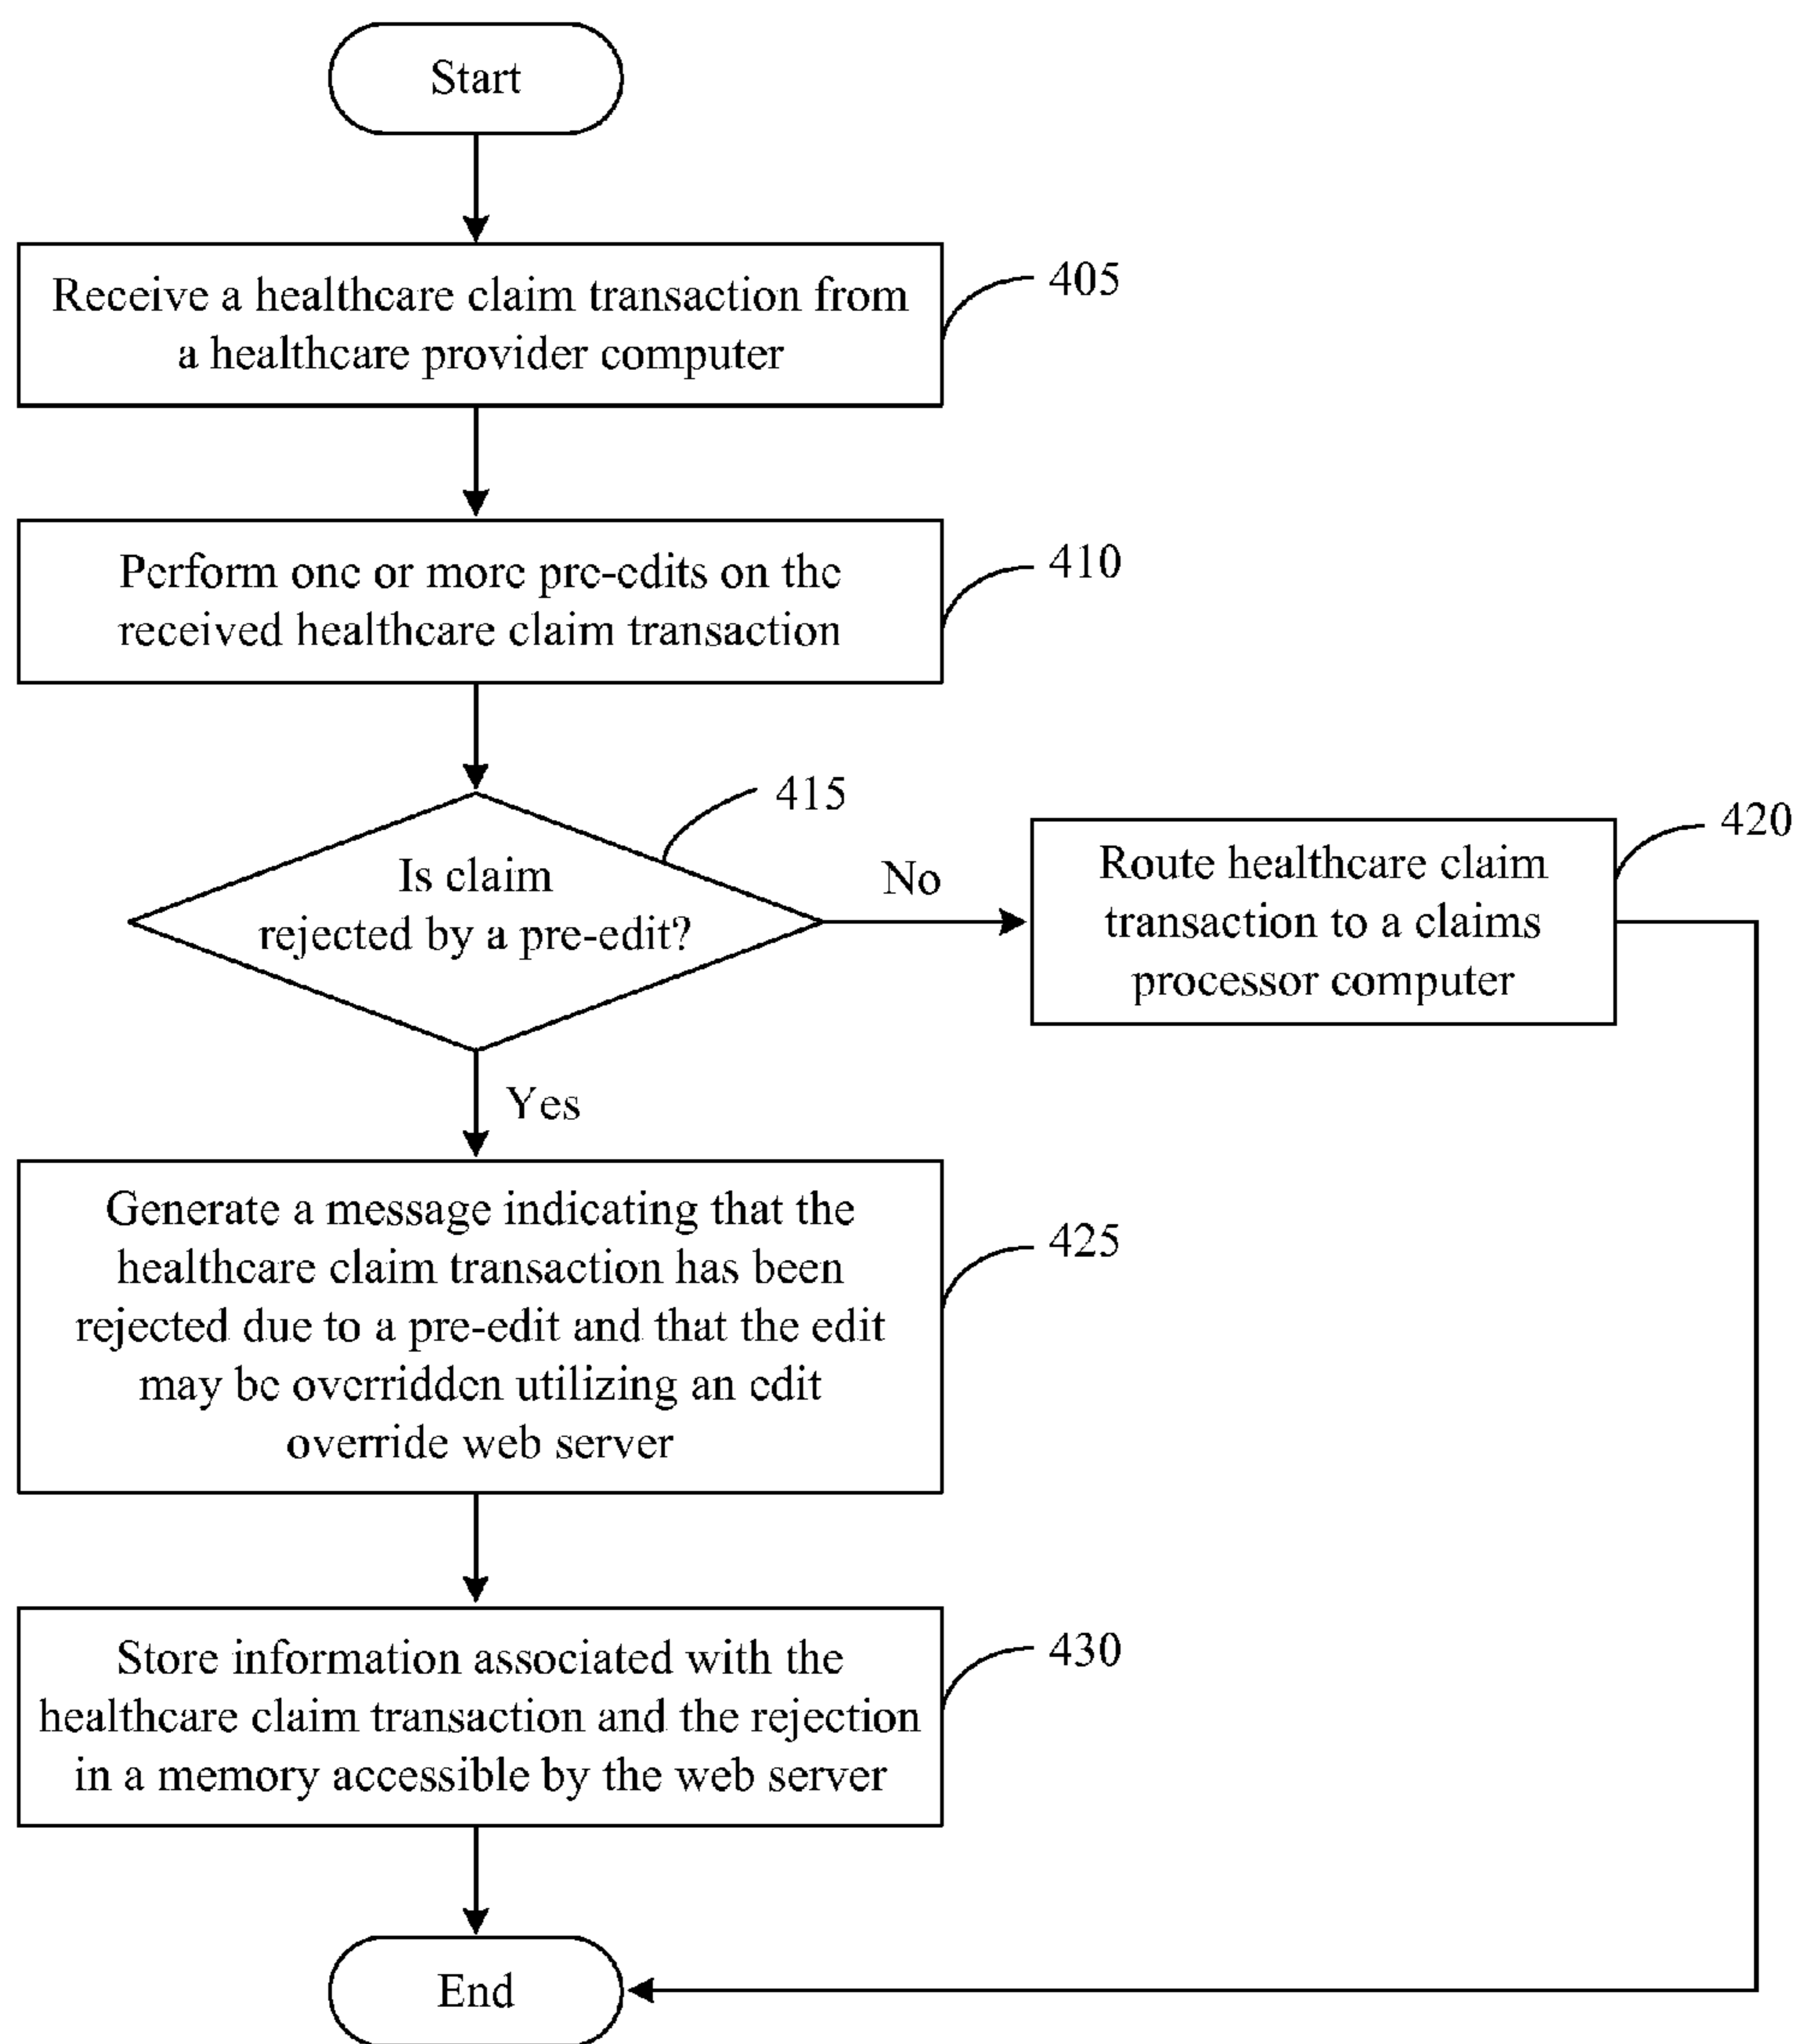 Start
Receive a healthcare claim transaction from
a healthcare provider computer
405
Perform one or more pre-edits on the
received healthcare claim transaction
410
415
Is claim
rejected by a pre-edit?
No
420
Route healthcare claim
transaction to a claims
processor computer
Yes
Generate a message indicating that the
healthcare claim transaction has been
rejected due to a pre-edit and that the edit
may be overridden utilizing an edit
override web server
425
Store information associated with the
healthcare claim transaction and the rejection
in a memory accessible by the web server
430
End